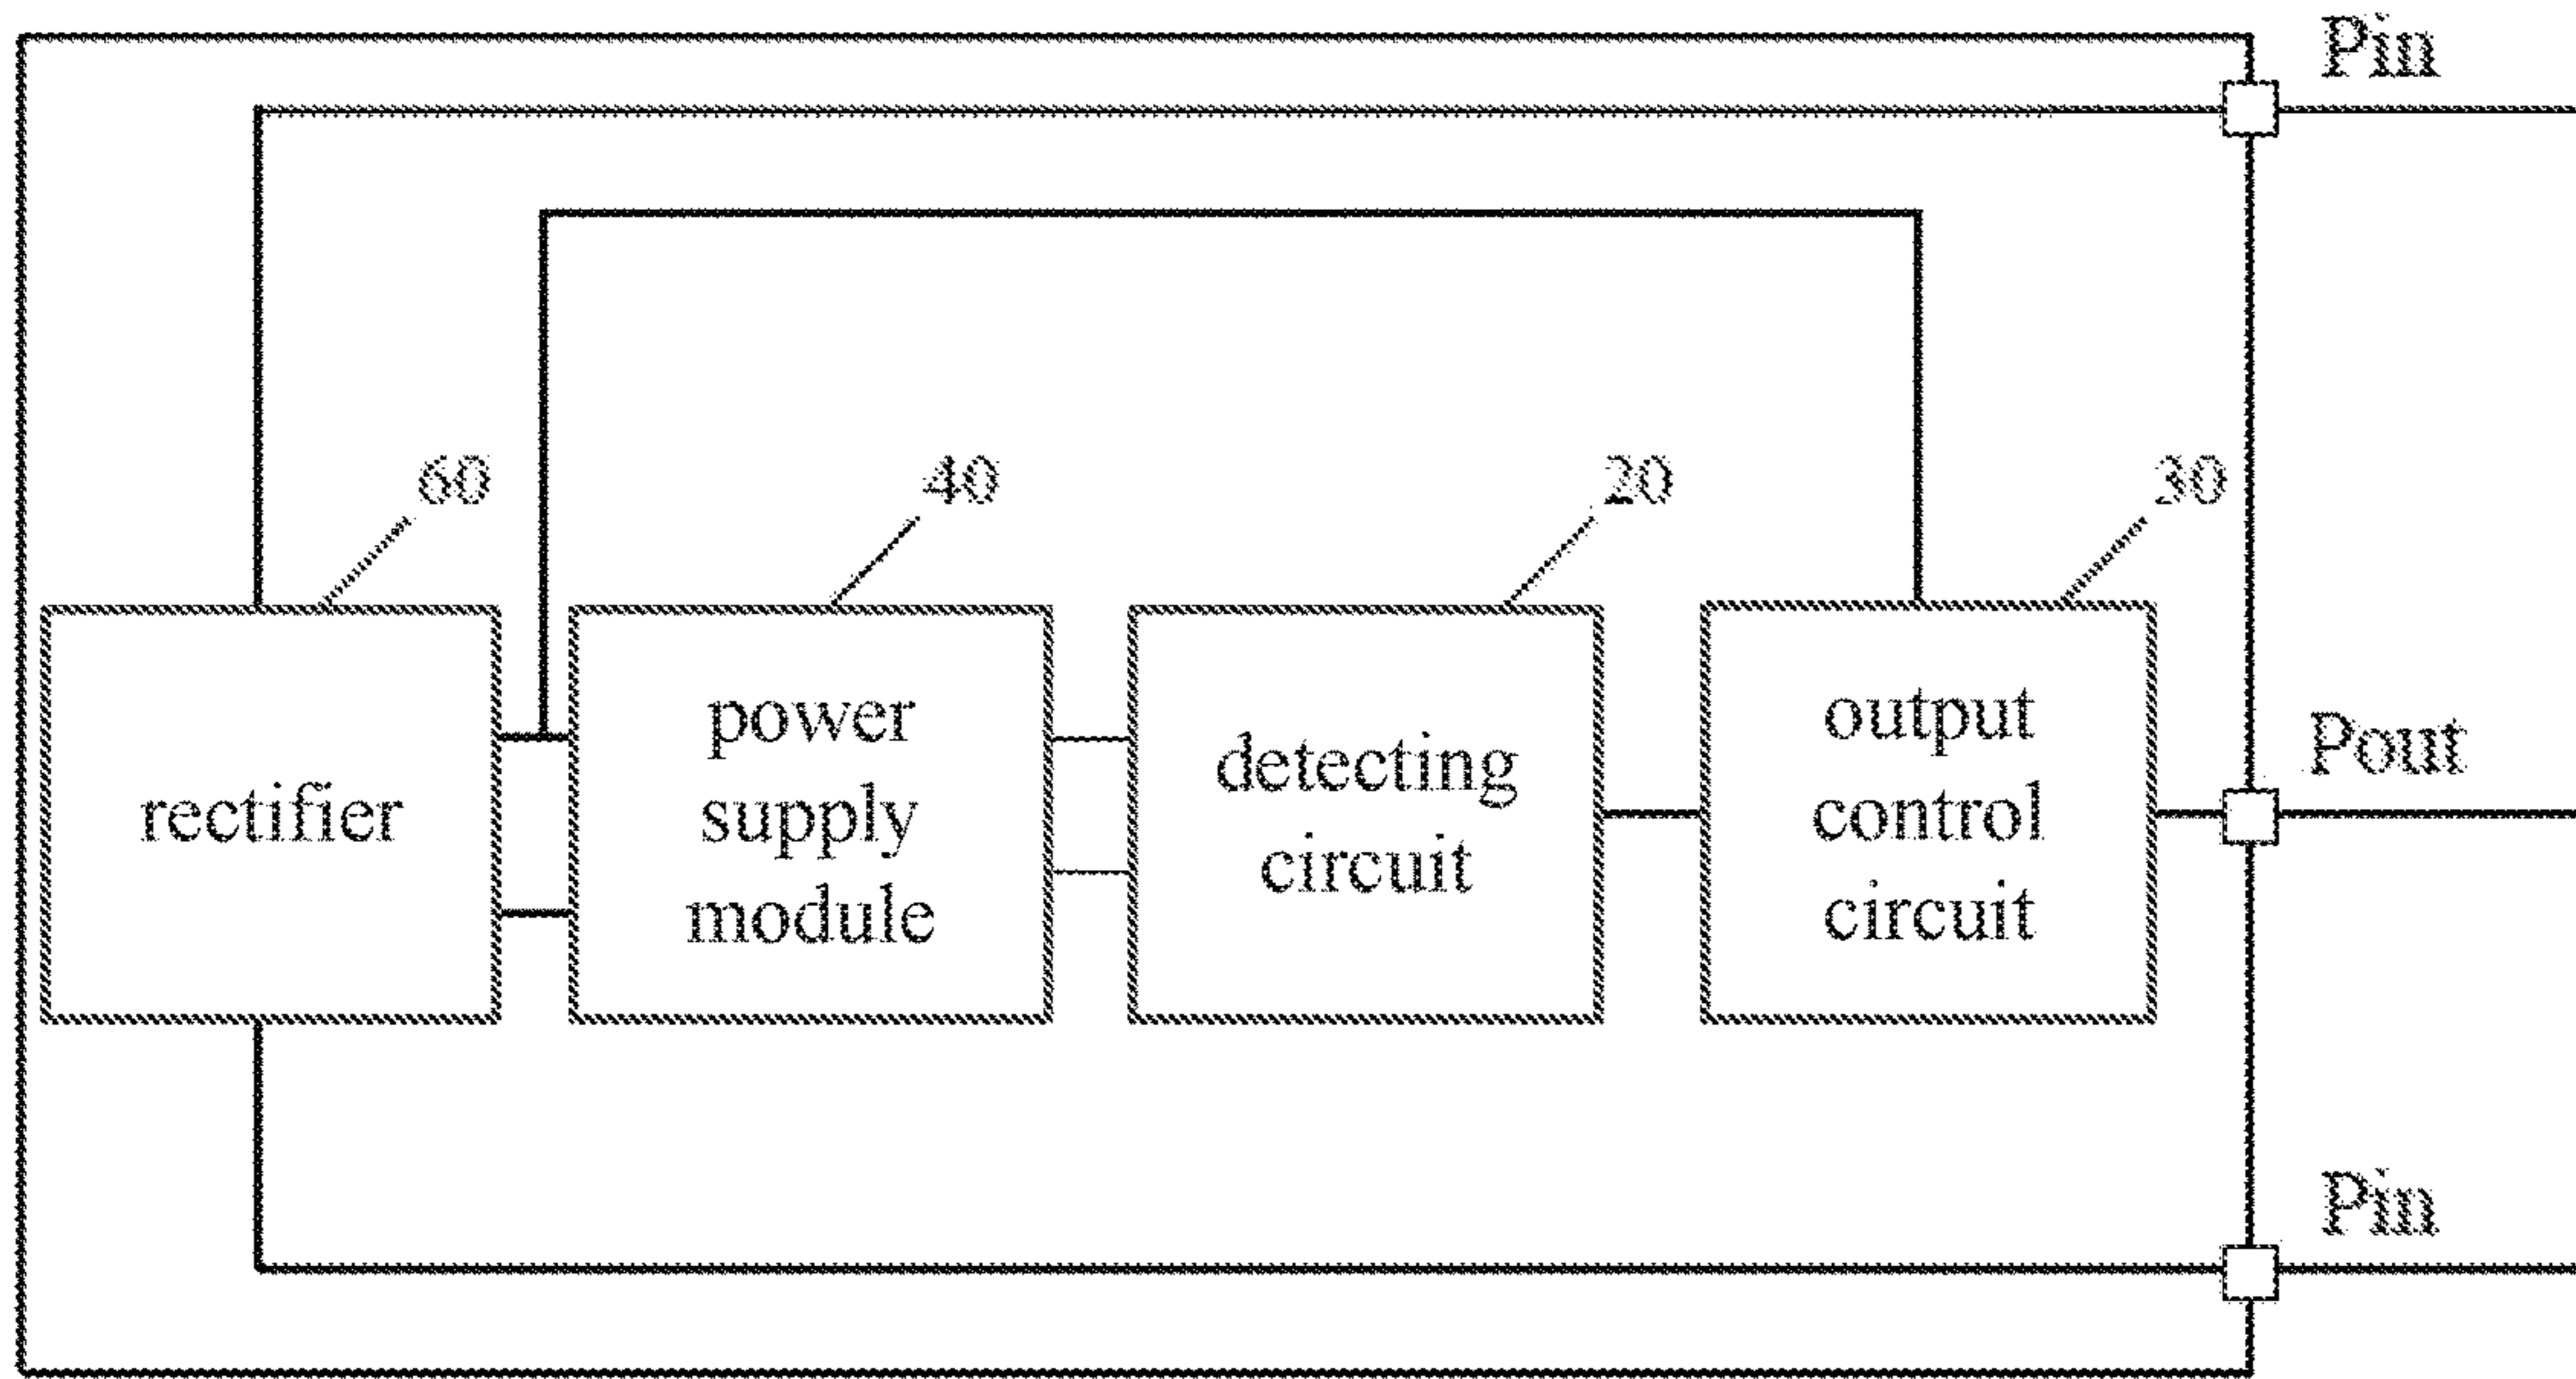 Pin
60
40
20
30
rectifier
power
supply
module
detecting
circuit
output
control
circuit
Pout
Pin